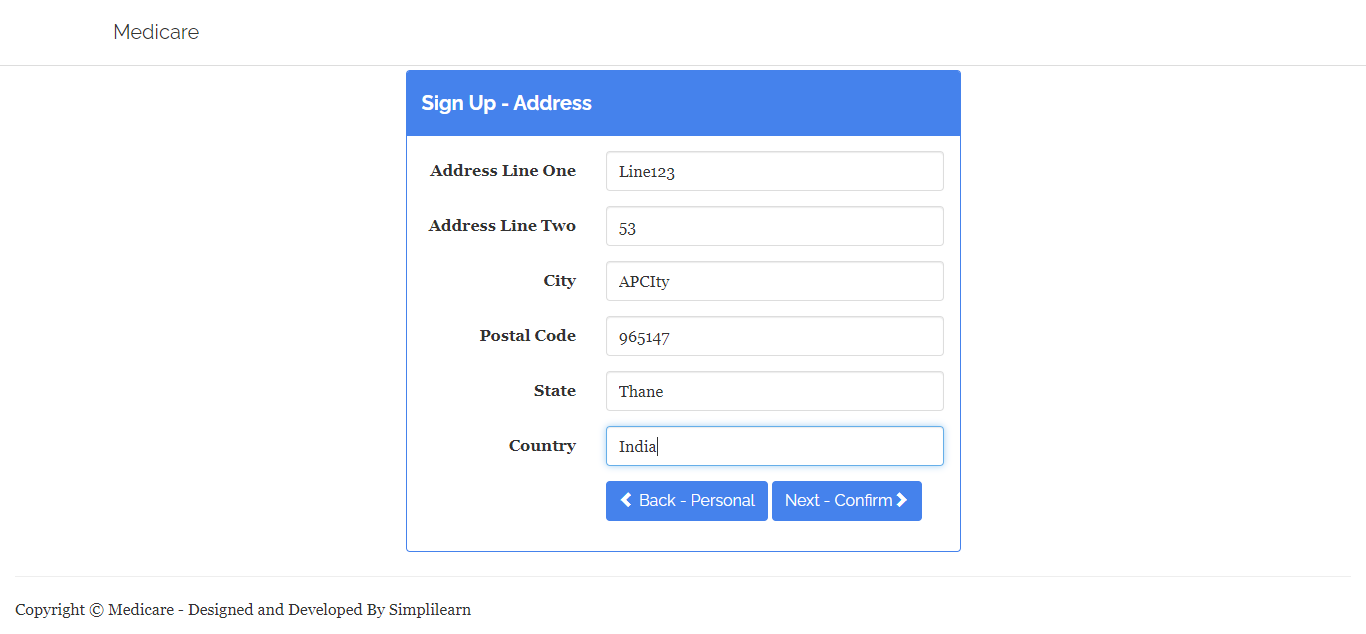 Medicare
Sign Up - Address
Address Line One Line123
Address Line Two 53
City APCIty
Postal Code 965147
State Thane
Country India
Back - Personal Next - Confirm
Copyright © Medicare - Designed and Developed By Simplilearn